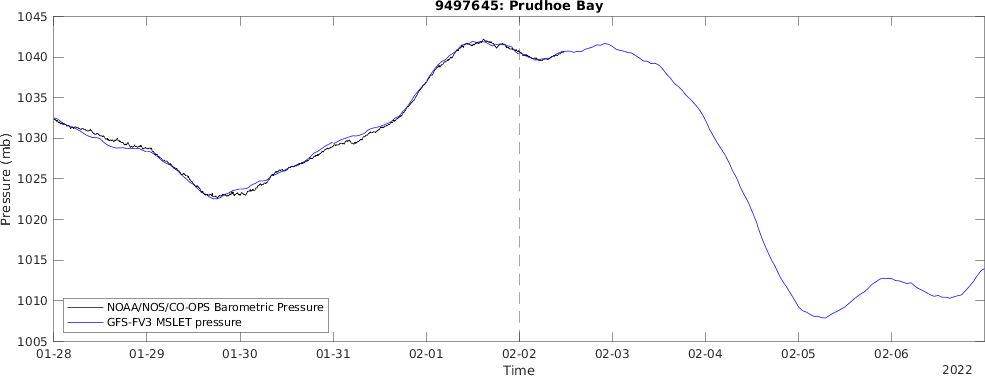 9497645: Prudhoe Bay
Pressure (mb)
1045
1040
1035
1030
1025
1020
1015
1010
1005
NOAA/NOS/CO-OPS Barometric Pressure
GFS-FV3 MSLET pressure
01-28 01-29 01-30 01-31 02-01 02-02 02-03 02-04 02-05 02-06
Time
2022